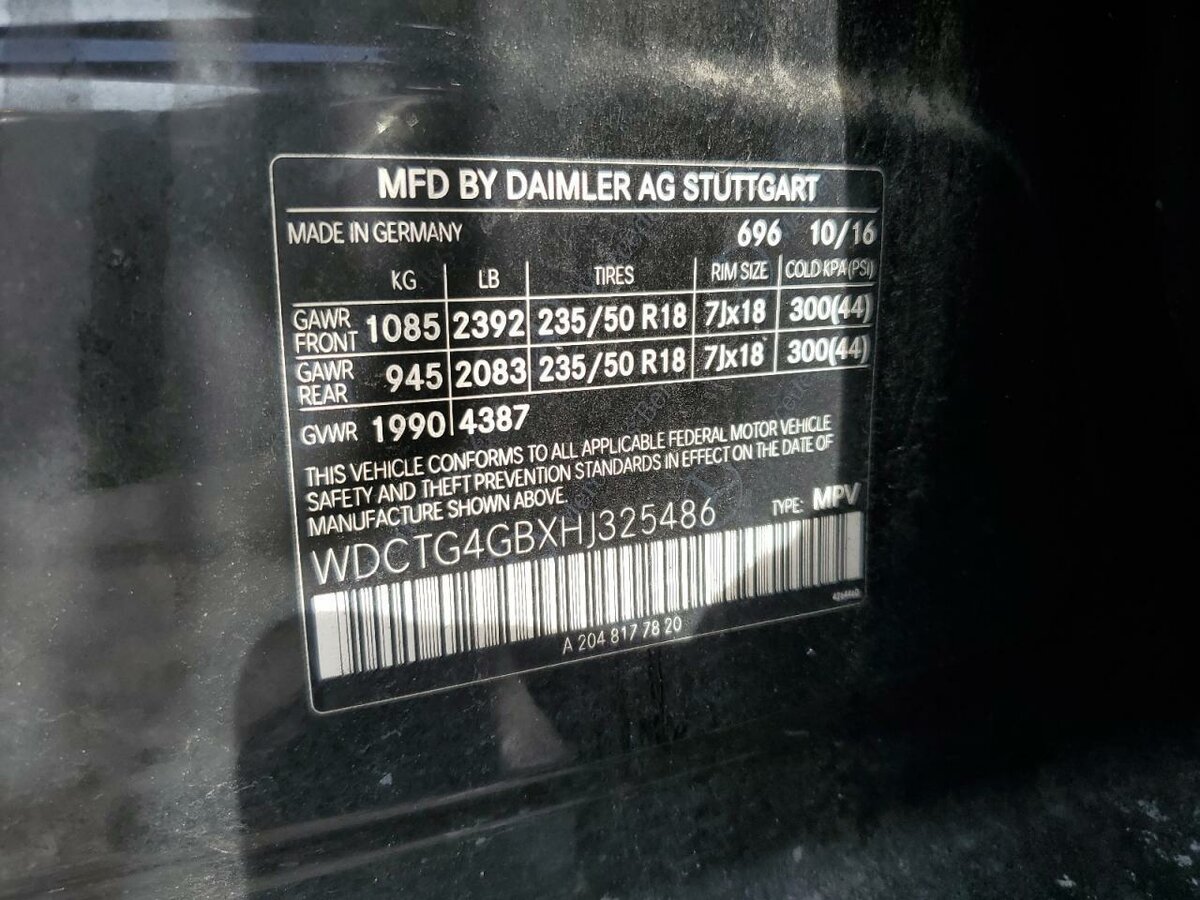 MFD BY DAIMLER AG STUTTGART
MADE IN GERMANY 696 10/16
KG LB TIRES RIM SIZE COLD KPA (PSI)
GAWR FRONT 1085 2392 235/50 R18 7Jx18 300(44)
GAWR REAR 945 2083 235/50 R18 7Jx18 300(44)
GVWR 1990 4387
THIS VEHICLE CONFORMS TO ALL APPLICABLE FEDERAL MOTOR VEHICLE
SAFETY AND THEFT PREVENTION STANDARDS IN EFFECT ON THE DATE OF
MANUFACTURE SHOWN ABOVE.
WDCTG4GBXHJ325486 TYPE: MPV
A 204 817 78 20